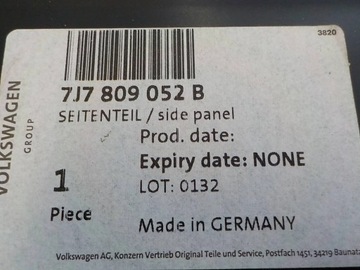 3820
VOLKSWAGEN
GROUP
7J7 809 052 B
SEITENTEIL / side panel
Prod. date:
Expiry date: NONE
1
LOT: 0132
Piece
Made in GERMANY
Volkswagen AG, Konzern Vertrieb Original Teile und Service, Postfach 1451, 34219 Baunat